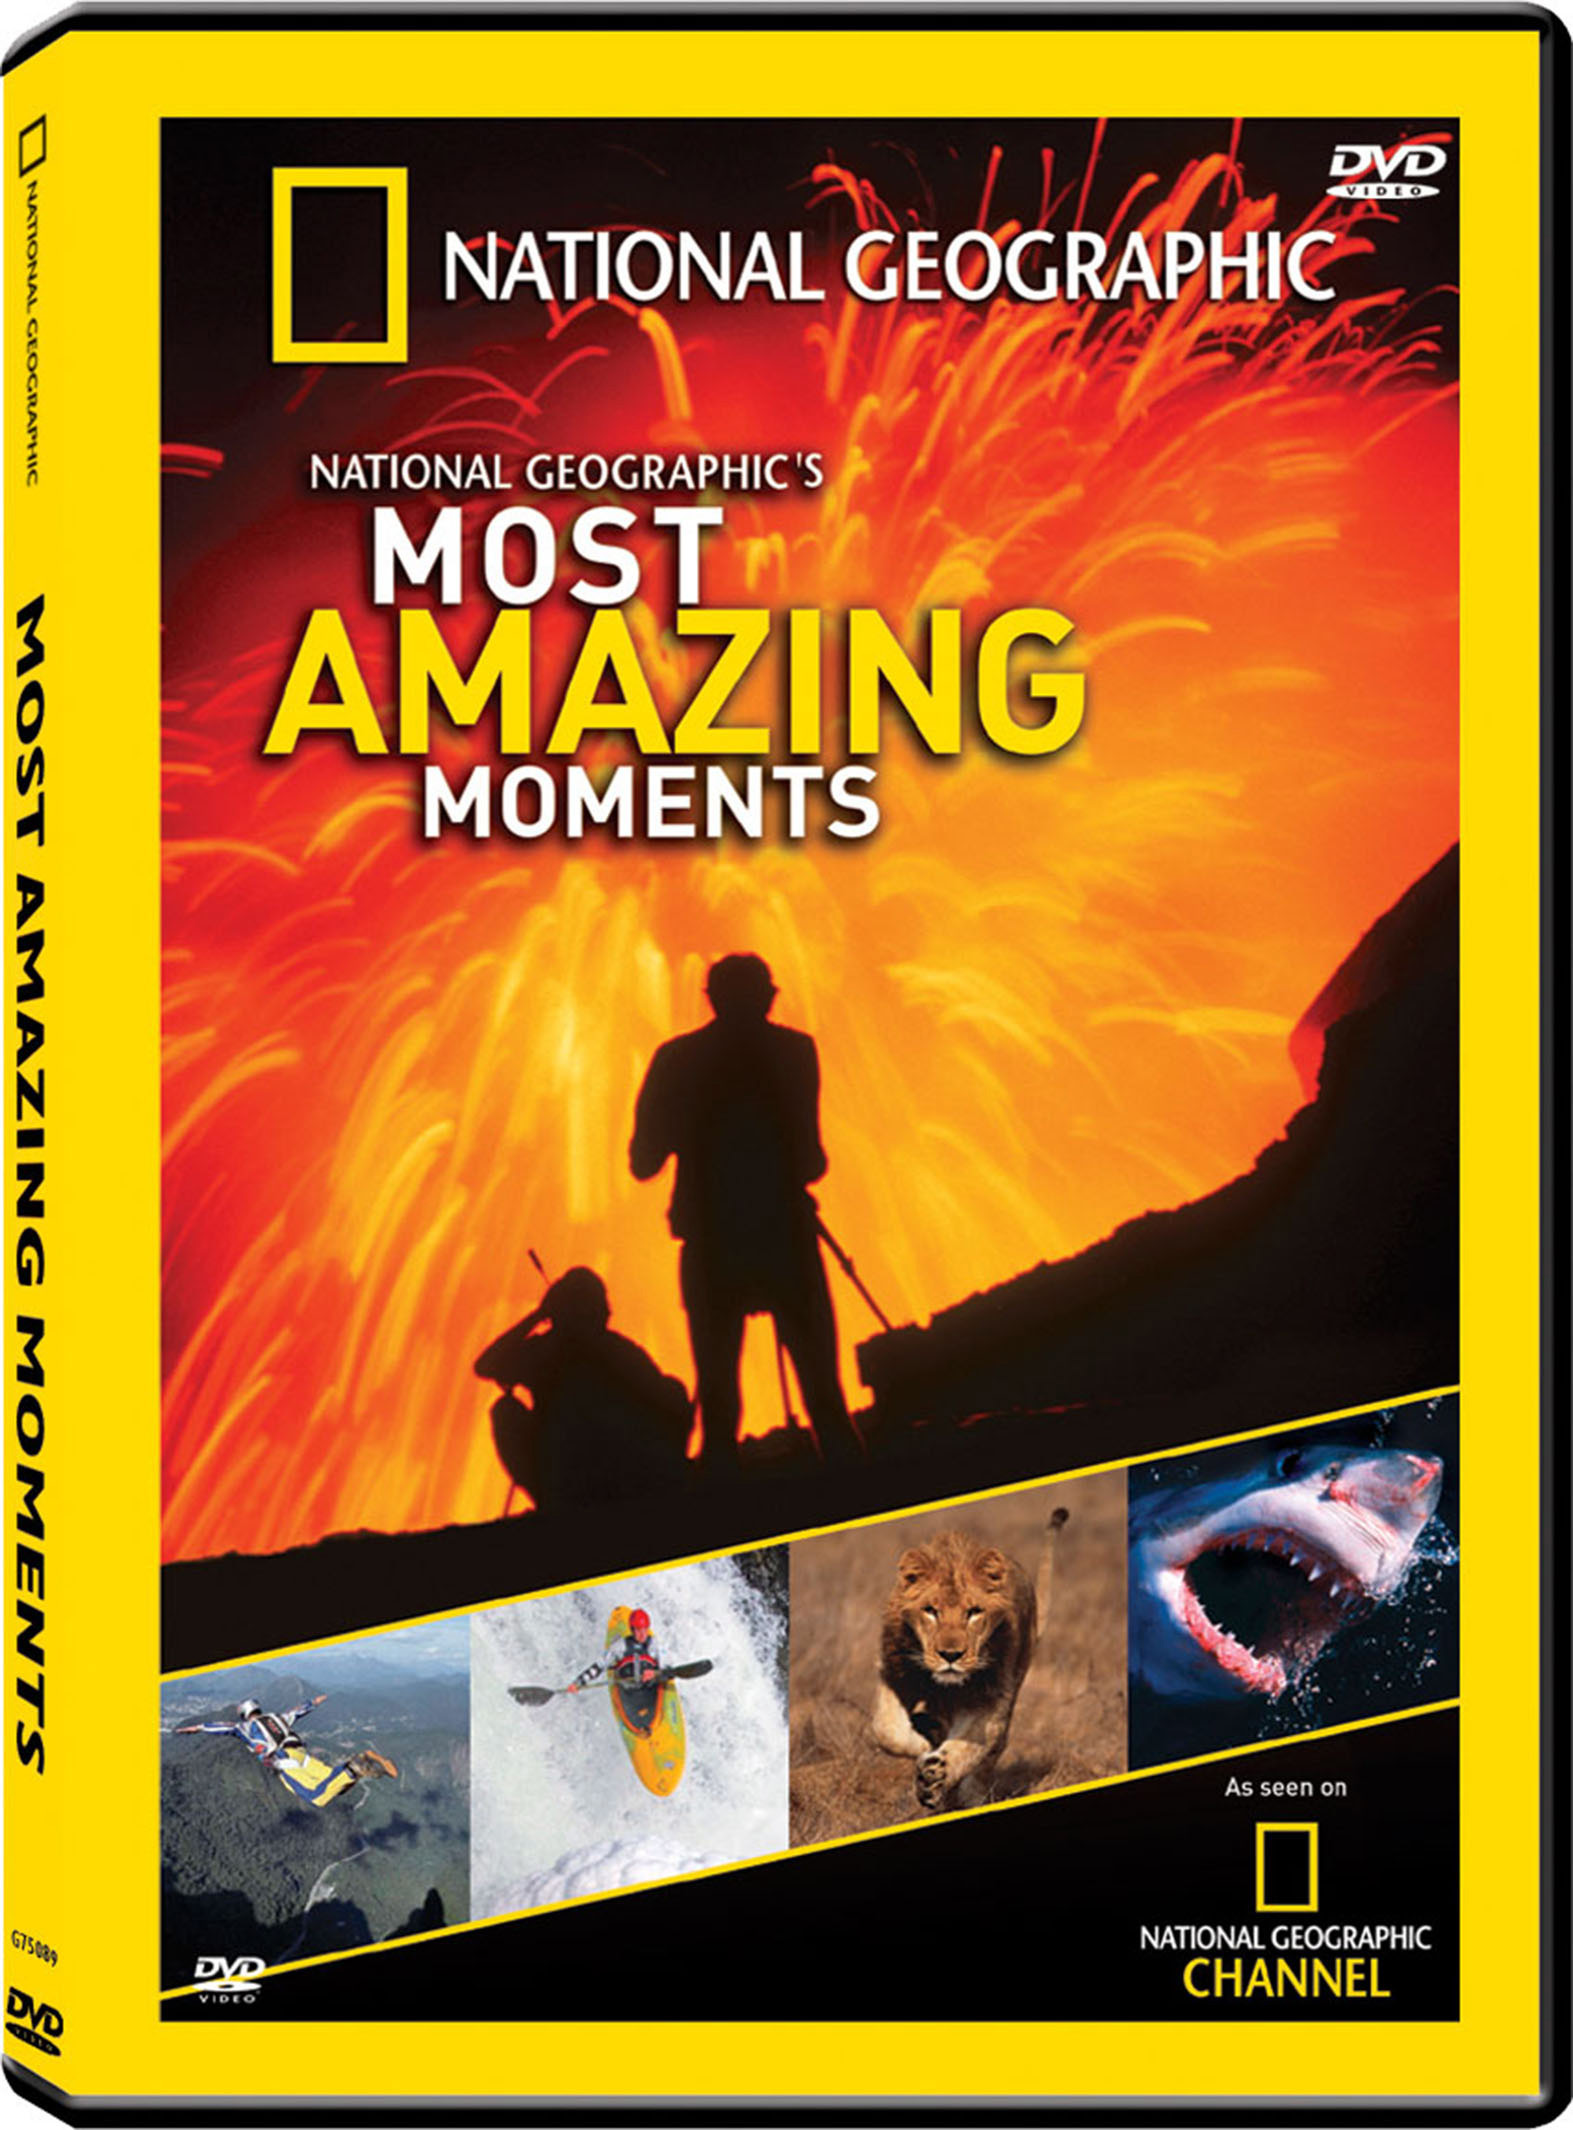 NATIONAL GEOGRAPHIC
MOST AMAZING MOMENTS
G75089
DVD
VIDEO
DVD
VIDEO
NATIONAL GEOGRAPHIC
NATIONAL GEOGRAPHIC'S
MOST
AMAZING
MOMENTS
As seen on
NATIONAL GEOGRAPHIC
CHANNEL
DVD
VIDEO